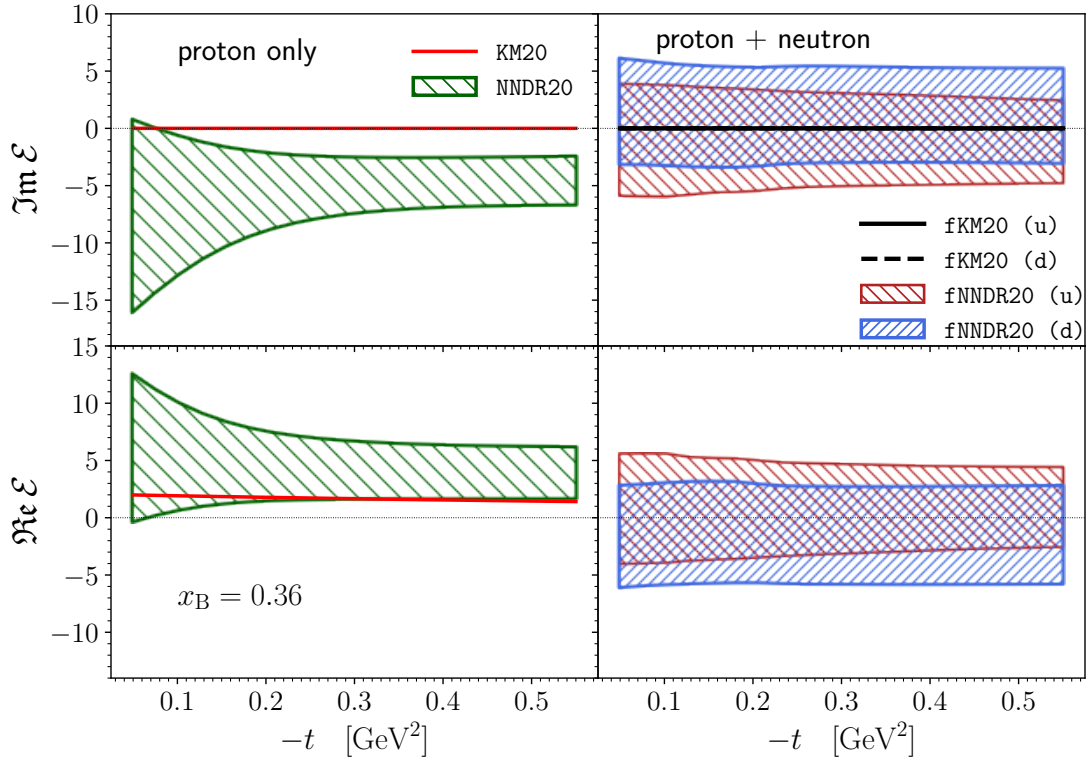 proton only
KM20
NNDR20
10
5
0
−5
−10
−15
ℑm ℰ
proton + neutron
fKM20 (u)
fKM20 (d)
fNNDR20 (u)
fNNDR20 (d)
15
10
5
0
−5
−10
ℜe ℰ
x_B = 0.36
0.1 0.2 0.3 0.4 0.5
−t [GeV²]
0.1 0.2 0.3 0.4 0.5
−t [GeV²]